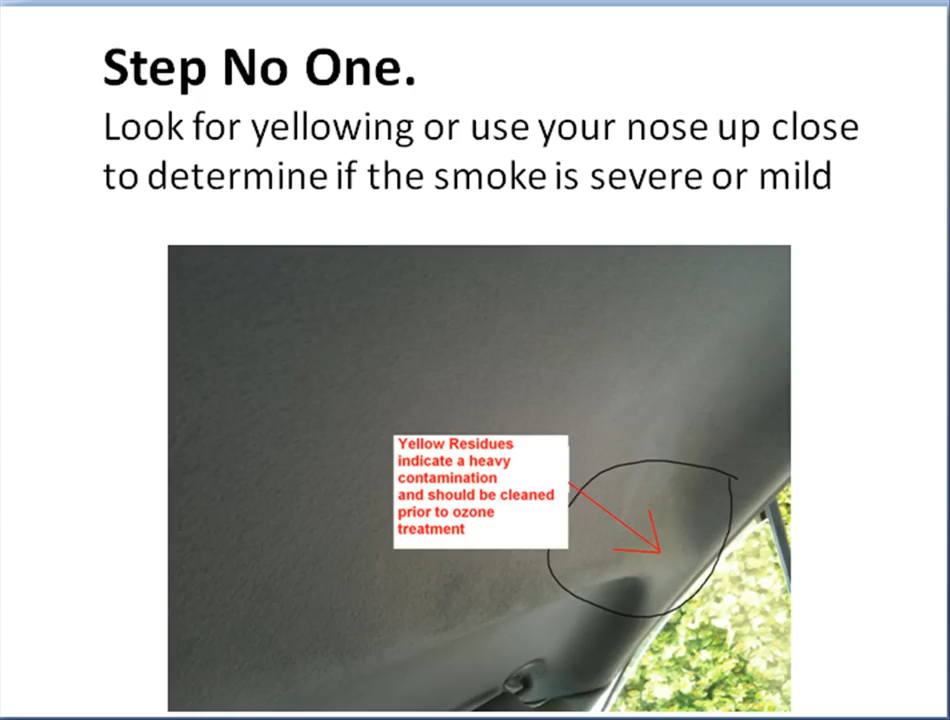 Step No One.
Look for yellowing or use your nose up close
to determine if the smoke is severe or mild
Yellow Residues
indicate a heavy
contamination
and should be cleaned
prior to ozone
treatment